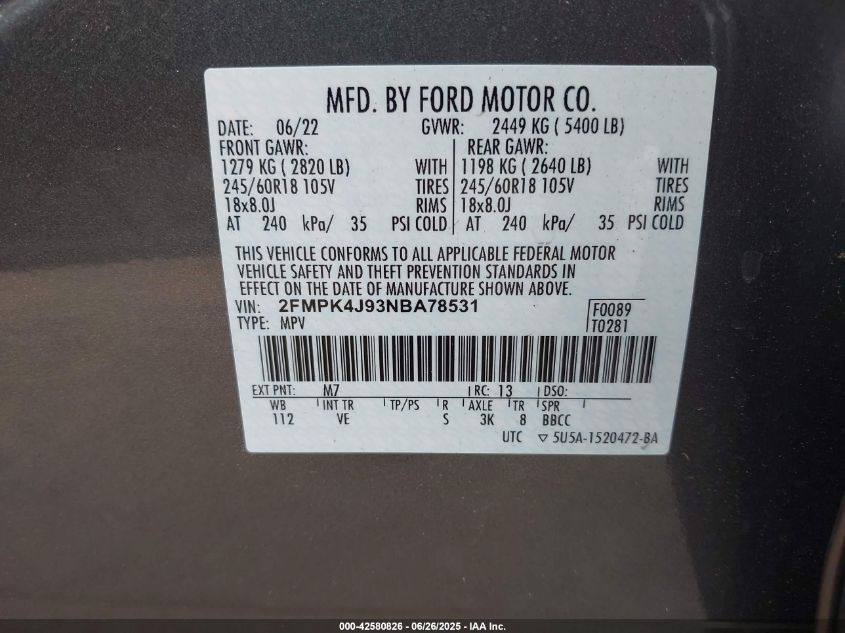 MFD. BY FORD MOTOR CO.
DATE: 06/22 GVWR: 2449 KG ( 5400 LB)
FRONT GAWR: REAR GAWR:
1279 KG ( 2820 LB) WITH 1198 KG ( 2640 LB) WITH
245/60R18 105V TIRES 245/60R18 105V TIRES
18x8.0J RIMS 18x8.0J RIMS
AT 240 kPa/ 35 PSI COLD AT 240 kPa/ 35 PSI COLD
THIS VEHICLE CONFORMS TO ALL APPLICABLE FEDERAL MOTOR
VEHICLE SAFETY AND THEFT PREVENTION STANDARDS IN
EFFECT ON THE DATE OF MANUFACTURE SHOWN ABOVE.
VIN: 2FMPK4J93NBA78531 F0089
TYPE: MPV T0281
EXT PNT: M7 RC: 13 DSO:
WB INT TR TP/PS R AXLE TR SPR
112 VE S 3K 8 BBCC
UTC ▽ 5U5A-1520472-BA
000-42580826 - 06/26/2025 - IAA Inc.